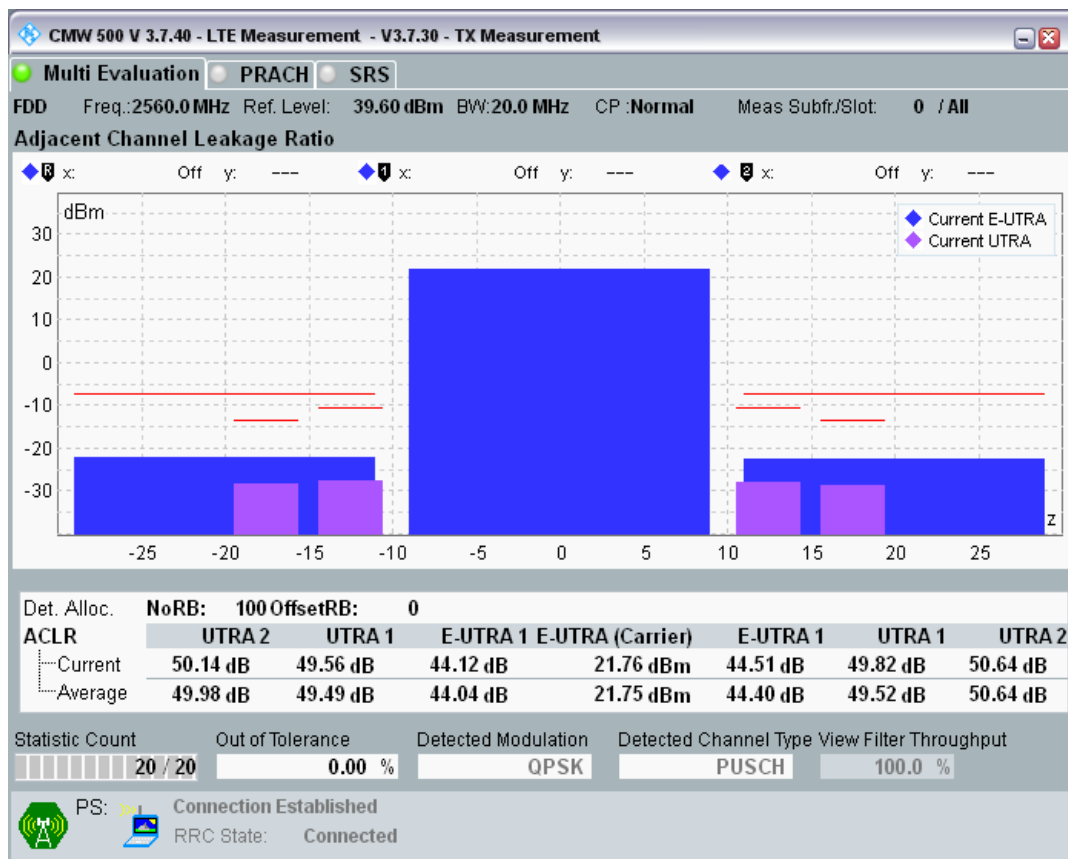 CMW 500 V 3.7.40 - LTE Measurement - V3.7.30 - TX Measurement
Multi Evaluation PRACH SRS
FDD Freq.:2560.0 MHz Ref. Level: 39.60 dBm BW:20.0 MHz CP :Normal Meas Subfr./Slot: 0 / All
Adjacent Channel Leakage Ratio
R x: Off y: --- 1 x: Off y: --- 2 x: Off y: ---
dBm
Current E-UTRA
Current UTRA
30
20
10
0
-10
-20
-30
z
-25 -20 -15 -10 -5 0 5 10 15 20 25
Det. Alloc. NoRB: 100 OffsetRB: 0
ACLR UTRA 2 UTRA 1 E-UTRA 1 E-UTRA (Carrier) E-UTRA 1 UTRA 1 UTRA 2
Current 50.14 dB 49.56 dB 44.12 dB 21.76 dBm 44.51 dB 49.82 dB 50.64 dB
Average 49.98 dB 49.49 dB 44.04 dB 21.75 dBm 44.40 dB 49.52 dB 50.64 dB
Statistic Count Out of Tolerance Detected Modulation Detected Channel Type View Filter Throughput
20 / 20 0.00 % QPSK PUSCH 100.0 %
PS: Connection Established
RRC State: Connected